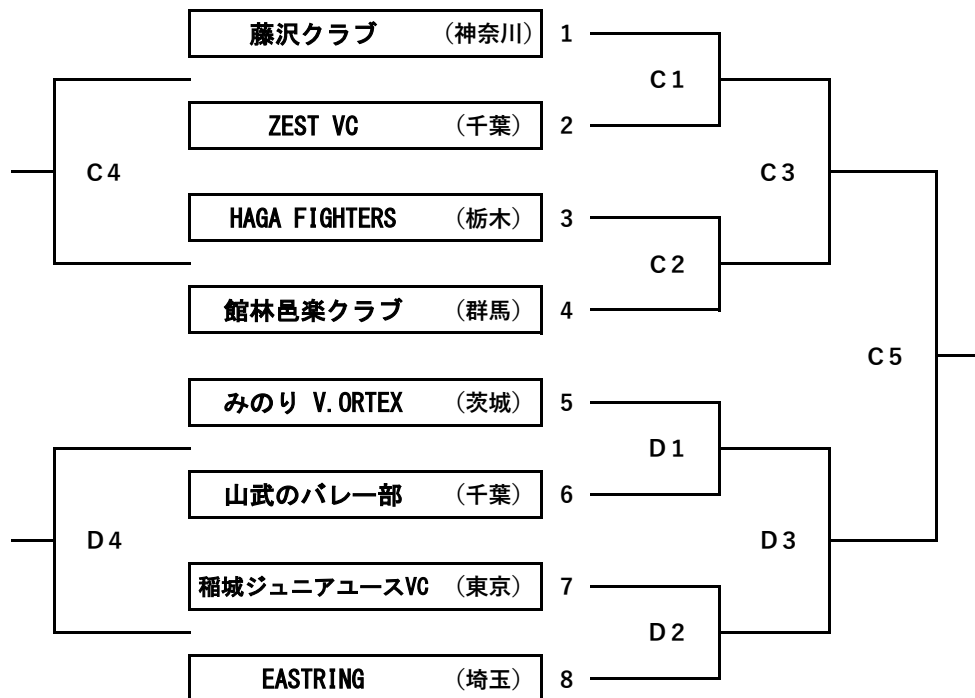 藤沢クラブ （神奈川） 1
C1
ZEST VC （千葉） 2
C4
C3
HAGA FIGHTERS （栃木） 3
C2
館林邑楽クラブ （群馬） 4
C5
みのり V.ORTEX （茨城） 5
D1
山武のバレー部 （千葉） 6
D4
D3
稲城ジュニアユースVC （東京） 7
D2
EASTRING （埼玉） 8